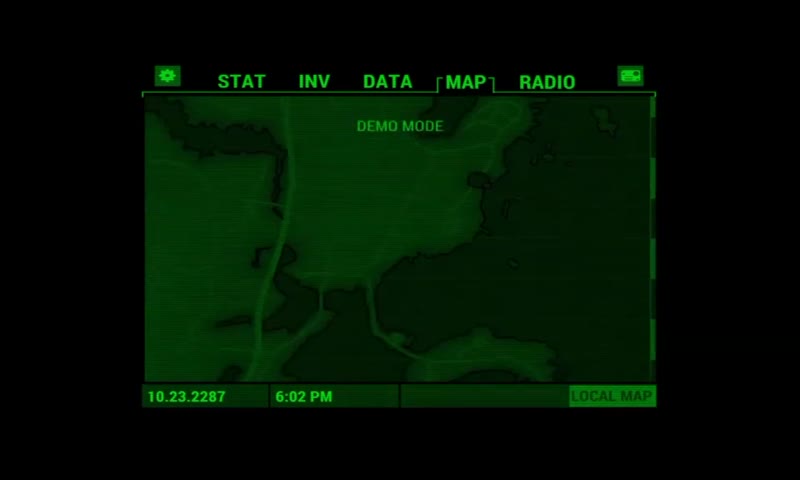 STAT INV DATA MAP RADIO
DEMO MODE
10.23.2287 6:02 PM LOCAL MAP